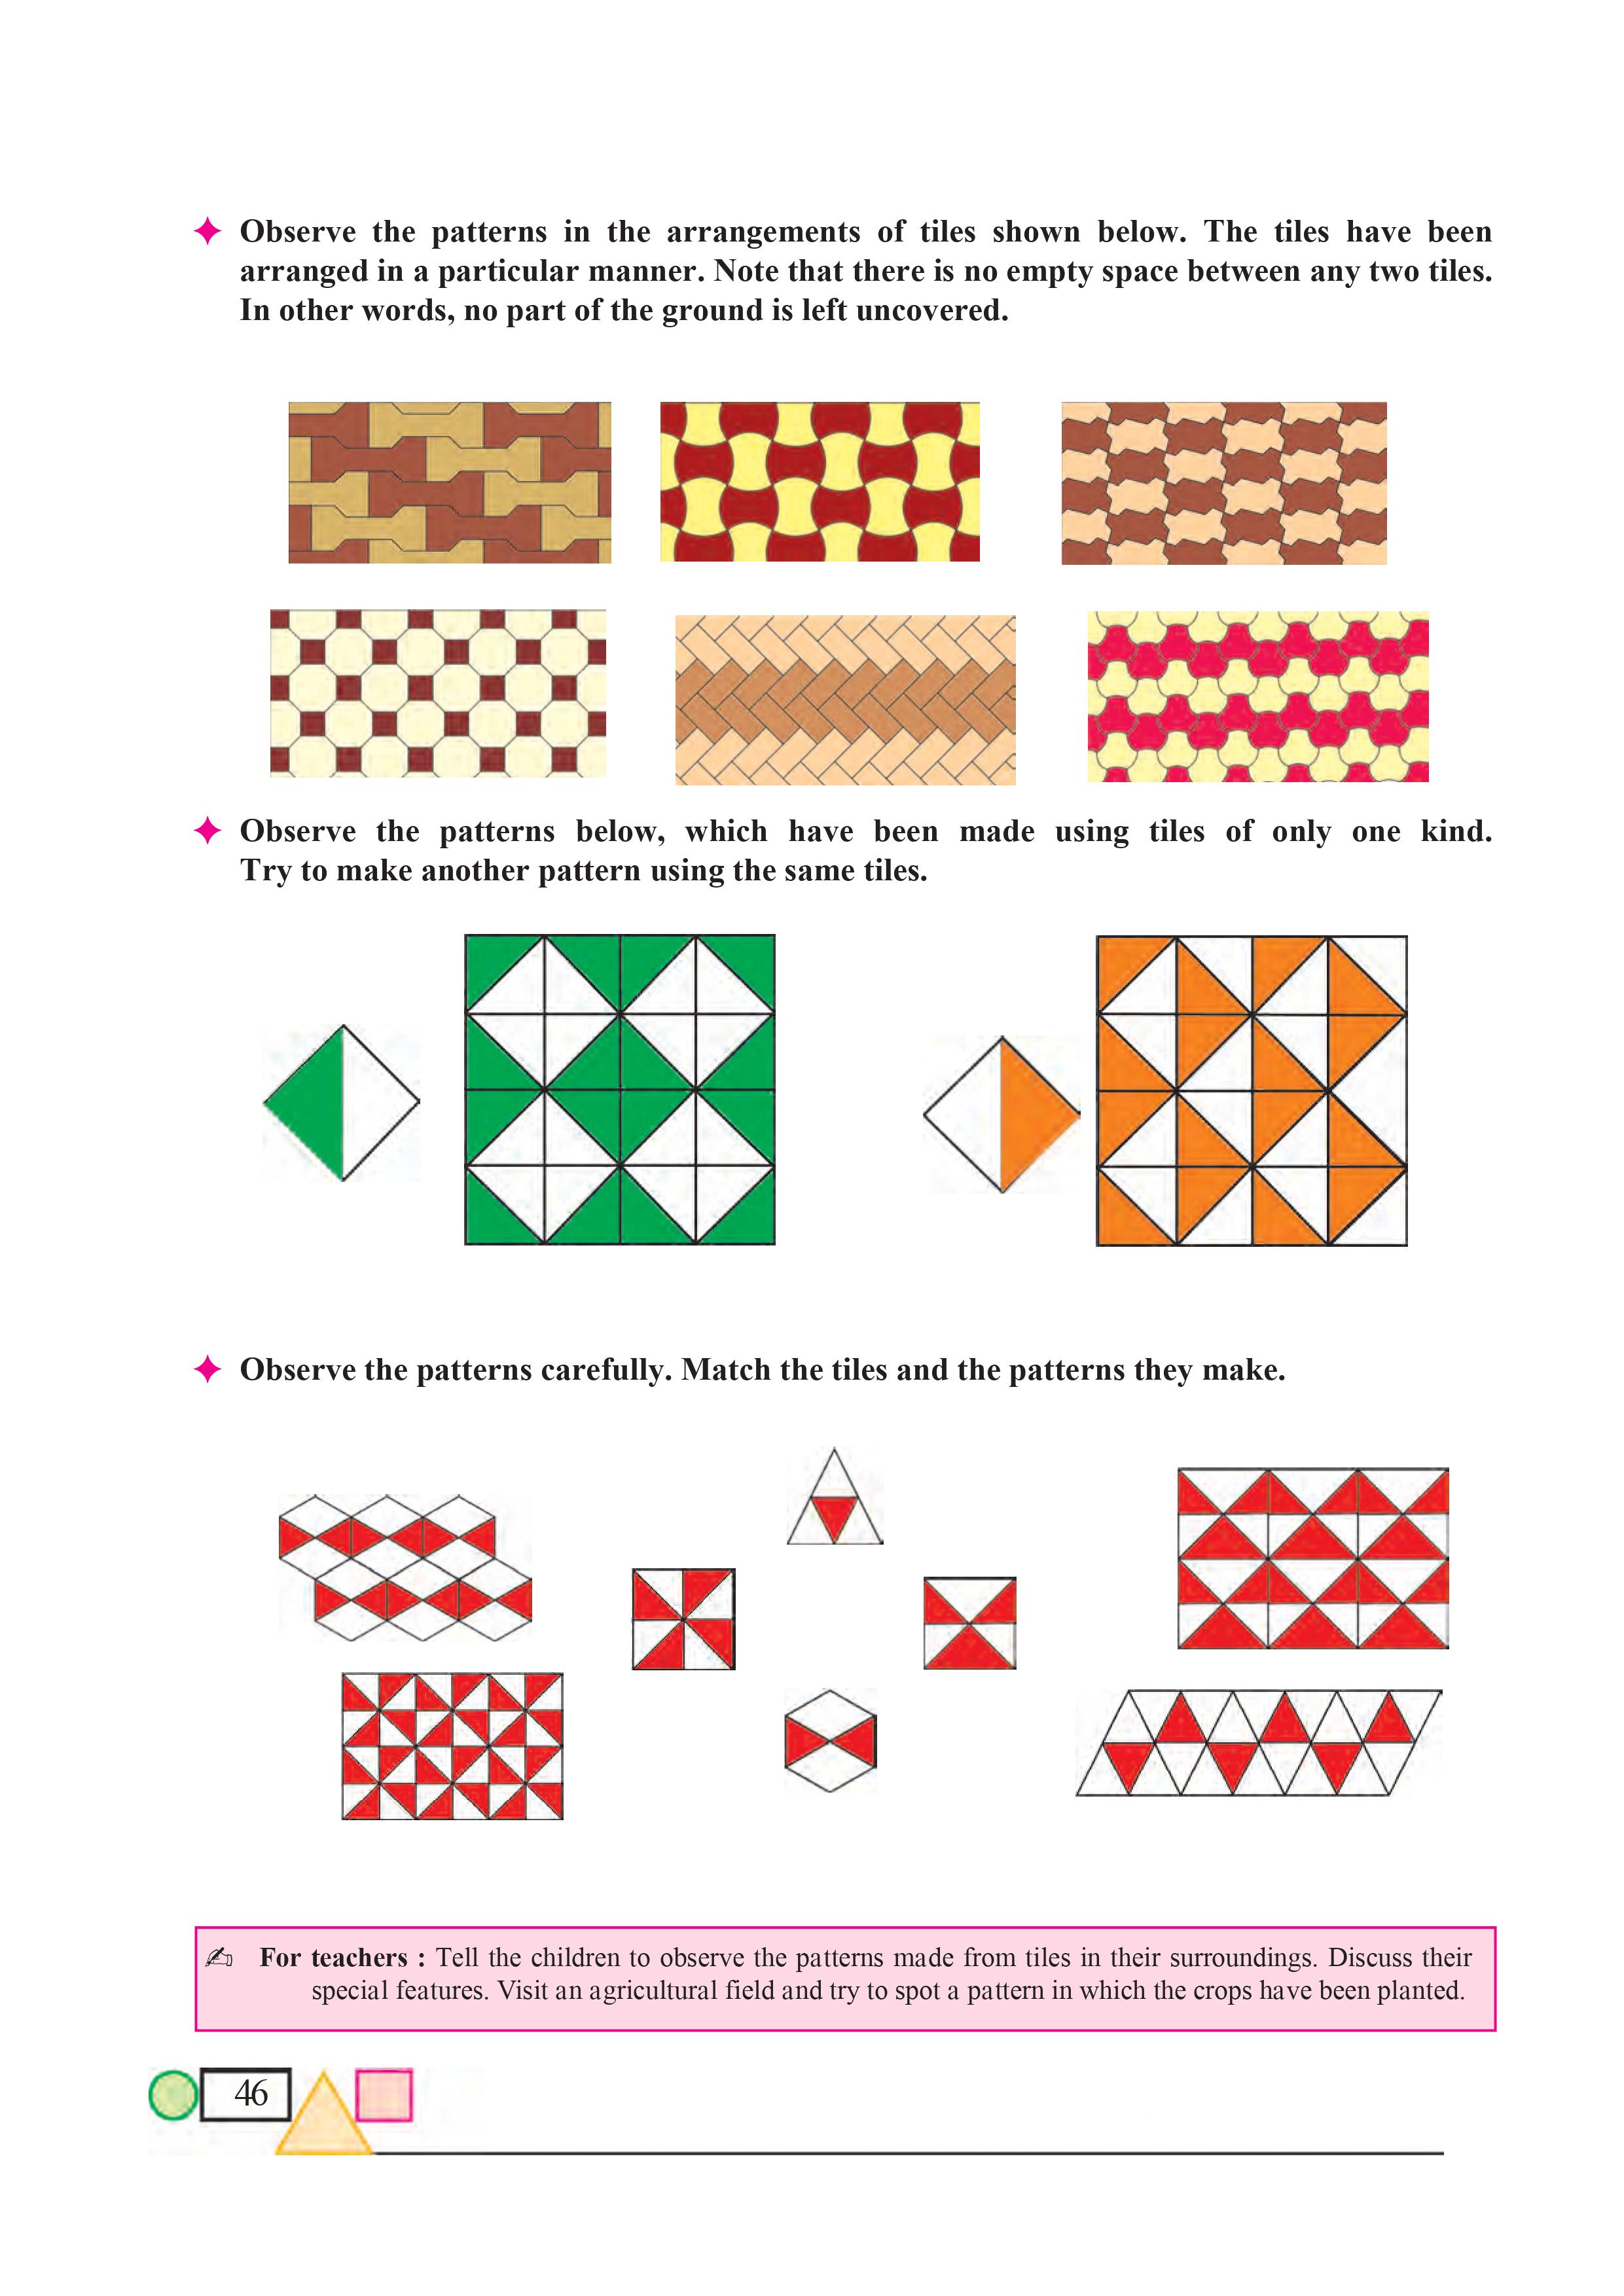 Observe the patterns in the arrangements of tiles shown below. The tiles have been
arranged in a particular manner. Note that there is no empty space between any two tiles.
In other words, no part of the ground is left uncovered.
Observe the patterns below, which have been made using tiles of only one kind.
Try to make another pattern using the same tiles.
Observe the patterns carefully. Match the tiles and the patterns they make.
For teachers : Tell the children to observe the patterns made from tiles in their surroundings. Discuss their
special features. Visit an agricultural field and try to spot a pattern in which the crops have been planted.
46